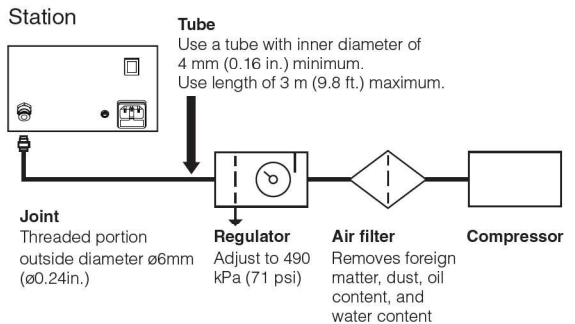 Station
Tube
Use a tube with inner diameter of
4 mm (0.16 in.) minimum.
Use length of 3 m (9.8 ft.) maximum.
Joint
Threaded portion
outside diameter ø6mm
(ø0.24in.)
Regulator
Adjust to 490
kPa (71 psi)
Air filter
Removes foreign
matter, dust, oil
content, and
water content
Compressor